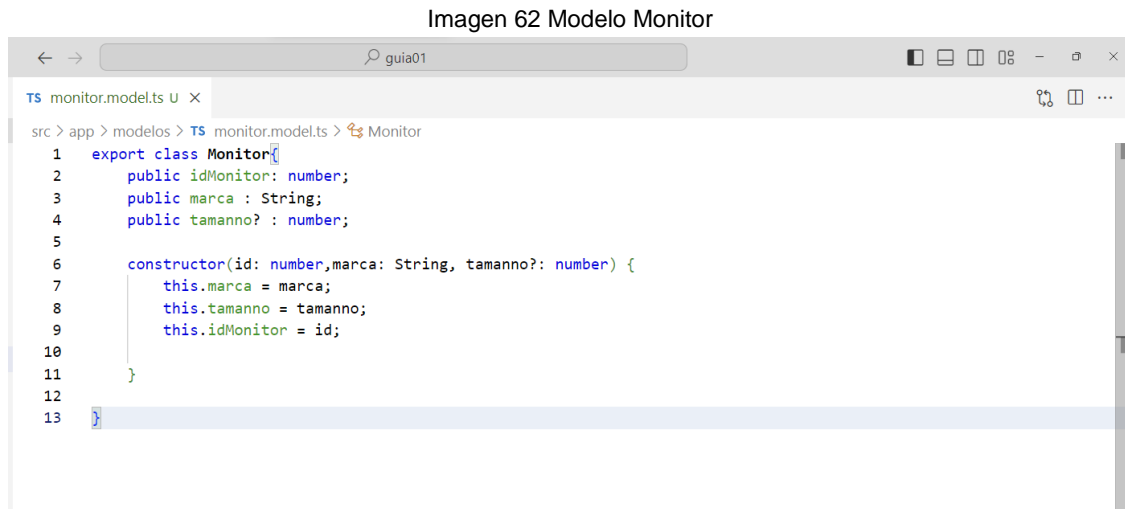 Imagen 62 Modelo Monitor
guia01
TS monitor.model.ts U
src > app > modelos > TS monitor.model.ts > Monitor
1 export class Monitor{
2     public idMonitor: number;
3     public marca : String;
4     public tamanno? : number;
5
6     constructor(id: number,marca: String, tamanno?: number) {
7         this.marca = marca;
8         this.tamanno = tamanno;
9         this.idMonitor = id;
10
11     }
12
13 }